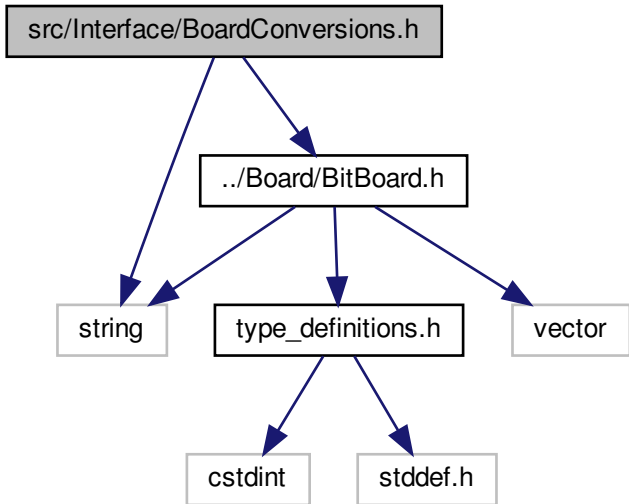 src/Interface/BoardConversions.h
../Board/BitBoard.h
string
type_definitions.h
vector
cstdint
stddef.h